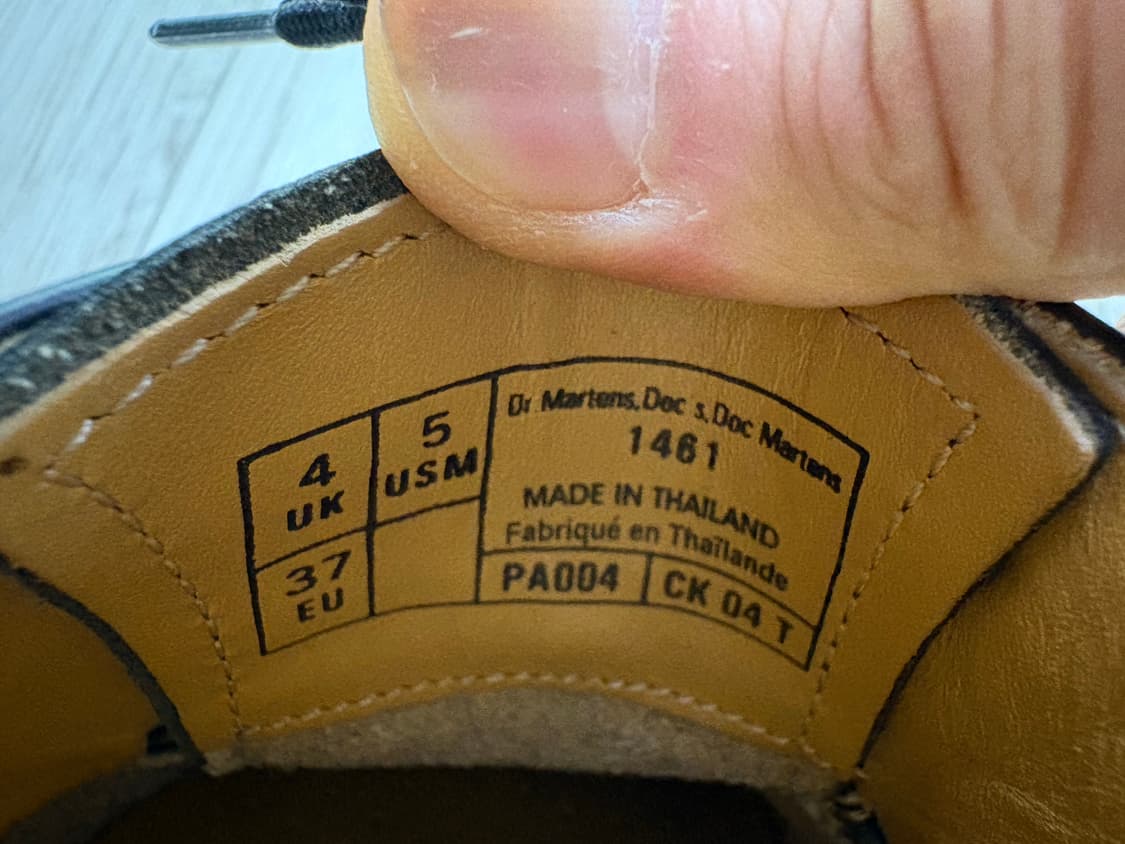 4
UK
5
USM
37
EU
Dr. Martens.Doc s.Doc Martens
1461
MADE IN THAILAND
Fabriqué en Thaïlande
PA004
CK 04 T